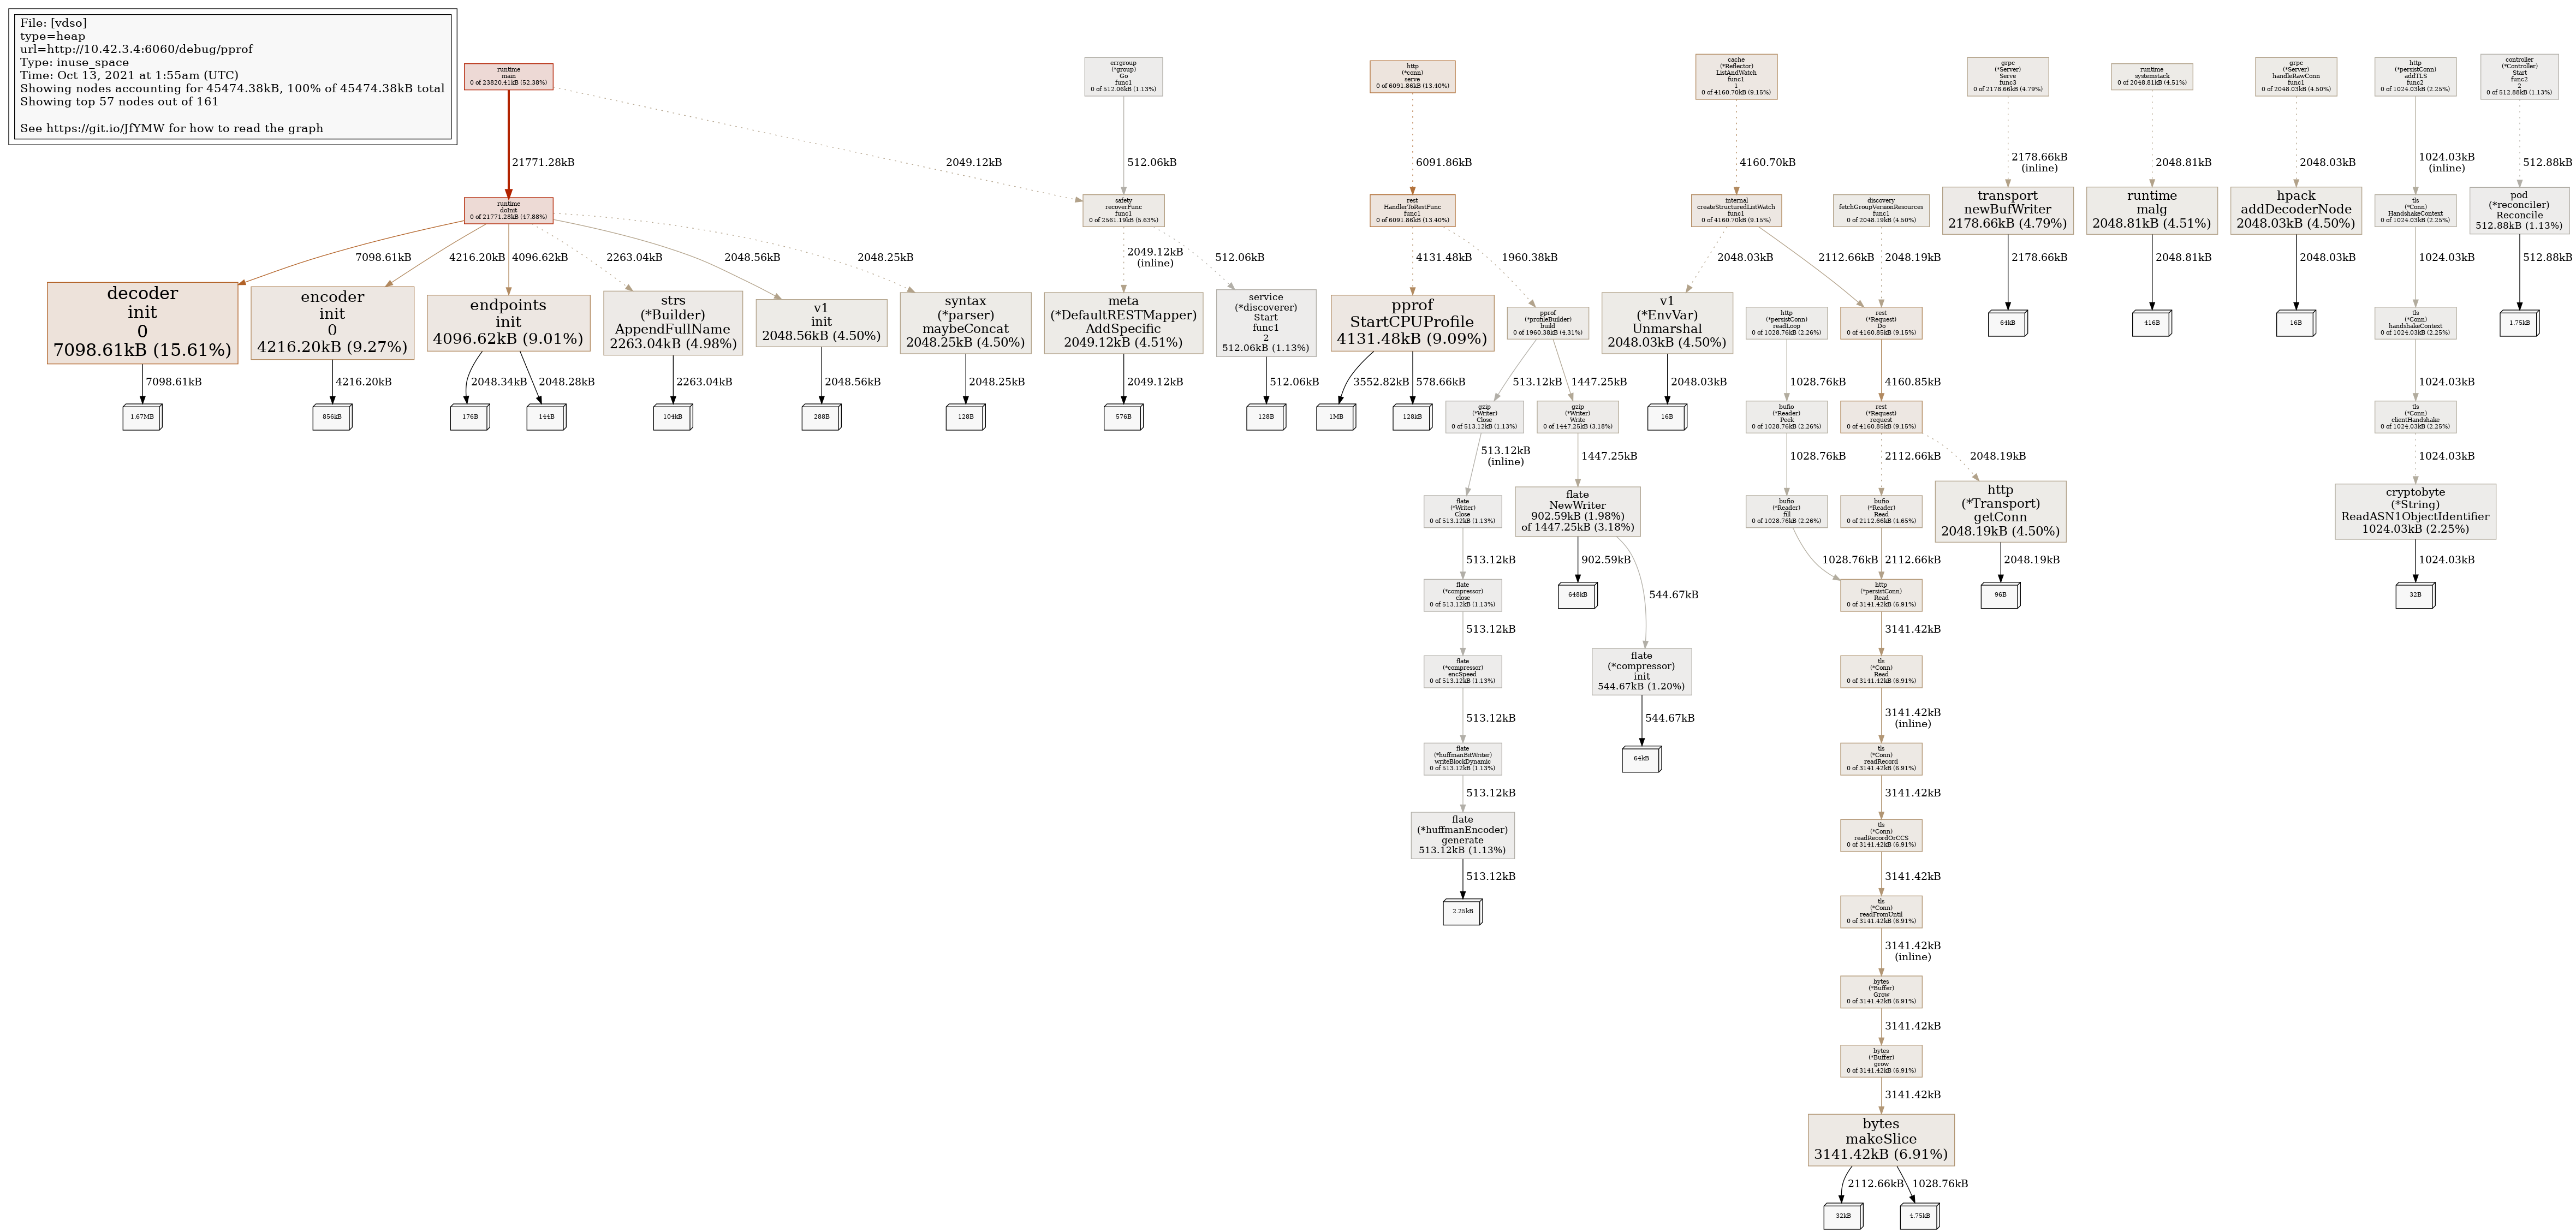 File: [vdso]
type=heap
url=http://10.42.3.4:6060/debug/pprof
Type: inuse_space
Time: Oct 13, 2021 at 1:55am (UTC)
Showing nodes accounting for 45474.38kB, 100% of 45474.38kB total
Showing top 57 nodes out of 161
See https://git.io/JfYMW for how to read the graph
runtime
main
0 of 23820.41kB (52.38%)
errgroup
(*group)
Go
func1
0 of 512.06kB (1.13%)
http
(*conn)
serve
0 of 6091.86kB (13.40%)
cache
(*Reflector)
ListAndWatch
func1
1
0 of 4160.70kB (9.15%)
grpc
(*Server)
Serve
func3
0 of 2178.66kB (4.79%)
runtime
systemstack
0 of 2048.81kB (4.51%)
grpc
(*Server)
handleRawConn
func1
0 of 2048.03kB (4.50%)
http
(*persistConn)
addTLS
func2
0 of 1024.03kB (2.25%)
controller
(*Controller)
Start
func2
2
0 of 512.88kB (1.13%)
21771.28kB
2049.12kB
512.06kB
6091.86kB
4160.70kB
2178.66kB
(inline)
2048.81kB
2048.03kB
1024.03kB
(inline)
512.88kB
runtime
doInit
0 of 21771.28kB (47.88%)
safety
recoverFunc
func1
0 of 2561.19kB (5.63%)
rest
HandlerToRestFunc
func1
0 of 6091.86kB (13.40%)
internal
createStructuredListWatch
func1
0 of 4160.70kB (9.15%)
discovery
fetchGroupVersionResources
func1
0 of 2048.19kB (4.50%)
transport
newBufWriter
2178.66kB (4.79%)
runtime
malg
2048.81kB (4.51%)
hpack
addDecoderNode
2048.03kB (4.50%)
tls
(*Conn)
HandshakeContext
0 of 1024.03kB (2.25%)
pod
(*reconciler)
Reconcile
512.88kB (1.13%)
7098.61kB
4216.20kB
4096.62kB
2263.04kB
2048.56kB
2048.25kB
2049.12kB
(inline)
512.06kB
4131.48kB
1960.38kB
2048.03kB
2112.66kB
2048.19kB
2178.66kB
2048.81kB
2048.03kB
1024.03kB
512.88kB
decoder
init
0
7098.61kB (15.61%)
encoder
init
0
4216.20kB (9.27%)
endpoints
init
4096.62kB (9.01%)
strs
(*Builder)
AppendFullName
2263.04kB (4.98%)
v1
init
2048.56kB (4.50%)
syntax
(*parser)
maybeConcat
2048.25kB (4.50%)
meta
(*DefaultRESTMapper)
AddSpecific
2049.12kB (4.51%)
service
(*discoverer)
Start
func1
2
512.06kB (1.13%)
pprof
StartCPUProfile
4131.48kB (9.09%)
pprof
(*profileBuilder)
build
0 of 1960.38kB (4.31%)
v1
(*EnvVar)
Unmarshal
2048.03kB (4.50%)
http
(*persistConn)
readLoop
0 of 1028.76kB (2.26%)
rest
(*Request)
Do
0 of 4160.85kB (9.15%)
64kB
416B
16B
tls
(*Conn)
handshakeContext
0 of 1024.03kB (2.25%)
1.75kB
7098.61kB
4216.20kB
2048.34kB
2048.28kB
2263.04kB
2048.56kB
2048.25kB
2049.12kB
512.06kB
3552.82kB
578.66kB
513.12kB
1447.25kB
2048.03kB
1028.76kB
4160.85kB
1024.03kB
1.67MB
856kB
176B
144B
104kB
288B
128B
576B
128B
1MB
128kB
gzip
(*Writer)
Close
0 of 513.12kB (1.13%)
gzip
(*Writer)
Write
0 of 1447.25kB (3.18%)
16B
bufio
(*Reader)
Peek
0 of 1028.76kB (2.26%)
rest
(*Request)
request
0 of 4160.85kB (9.15%)
tls
(*Conn)
clientHandshake
0 of 1024.03kB (2.25%)
513.12kB
(inline)
1447.25kB
1028.76kB
2112.66kB
2048.19kB
1024.03kB
flate
(*Writer)
Close
0 of 513.12kB (1.13%)
flate
NewWriter
902.59kB (1.98%)
of 1447.25kB (3.18%)
bufio
(*Reader)
fill
0 of 1028.76kB (2.26%)
bufio
(*Reader)
Read
0 of 2112.66kB (4.65%)
http
(*Transport)
getConn
2048.19kB (4.50%)
cryptobyte
(*String)
ReadASN1ObjectIdentifier
1024.03kB (2.25%)
513.12kB
902.59kB
544.67kB
1028.76kB
2112.66kB
2048.19kB
1024.03kB
flate
(*compressor)
close
0 of 513.12kB (1.13%)
648kB
http
(*persistConn)
Read
0 of 3141.42kB (6.91%)
96B
32B
513.12kB
3141.42kB
flate
(*compressor)
encSpeed
0 of 513.12kB (1.13%)
flate
(*compressor)
init
544.67kB (1.20%)
tls
(*Conn)
Read
0 of 3141.42kB (6.91%)
513.12kB
544.67kB
3141.42kB
(inline)
flate
(*huffmanBitWriter)
writeBlockDynamic
0 of 513.12kB (1.13%)
64kB
tls
(*Conn)
readRecord
0 of 3141.42kB (6.91%)
513.12kB
3141.42kB
flate
(*huffmanEncoder)
generate
513.12kB (1.13%)
tls
(*Conn)
readRecordOrCCS
0 of 3141.42kB (6.91%)
513.12kB
3141.42kB
2.25kB
tls
(*Conn)
readFromUntil
0 of 3141.42kB (6.91%)
3141.42kB
(inline)
bytes
(*Buffer)
Grow
0 of 3141.42kB (6.91%)
3141.42kB
bytes
(*Buffer)
grow
0 of 3141.42kB (6.91%)
3141.42kB
bytes
makeSlice
3141.42kB (6.91%)
2112.66kB
1028.76kB
32kB
4.75kB